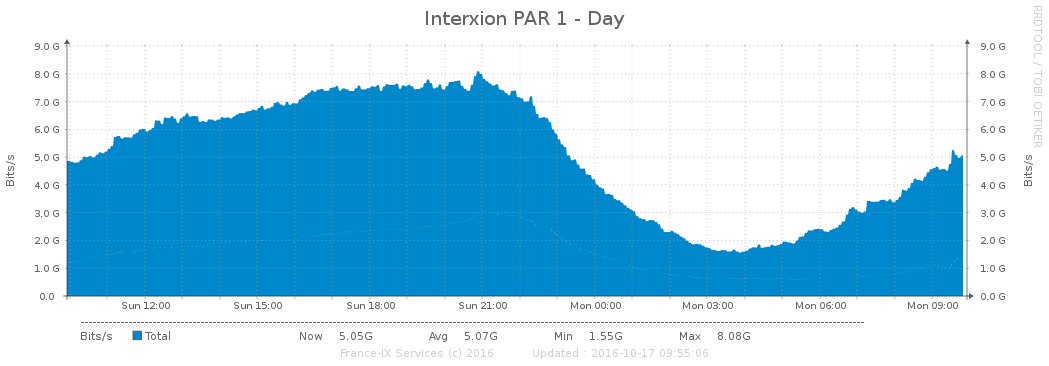 Interxion PAR 1 - Day
RRDTOOL / TOBI OETIKER
Bits/s
9.0 G 9.0 G
8.0 G 8.0 G
7.0 G 7.0 G
6.0 G 6.0 G
5.0 G 5.0 G
4.0 G 4.0 G
3.0 G 3.0 G
2.0 G 2.0 G
1.0 G 1.0 G
0.0 0.0 G
Bits/s
Sun 12:00 Sun 15:00 Sun 18:00 Sun 21:00 Mon 00:00 Mon 03:00 Mon 06:00 Mon 09:00
Bits/s Total Now 5.05G Avg 5.07G Min 1.55G Max 8.08G
France-IX Services (c) 2016 Updated : 2016-10-17 09:55:06